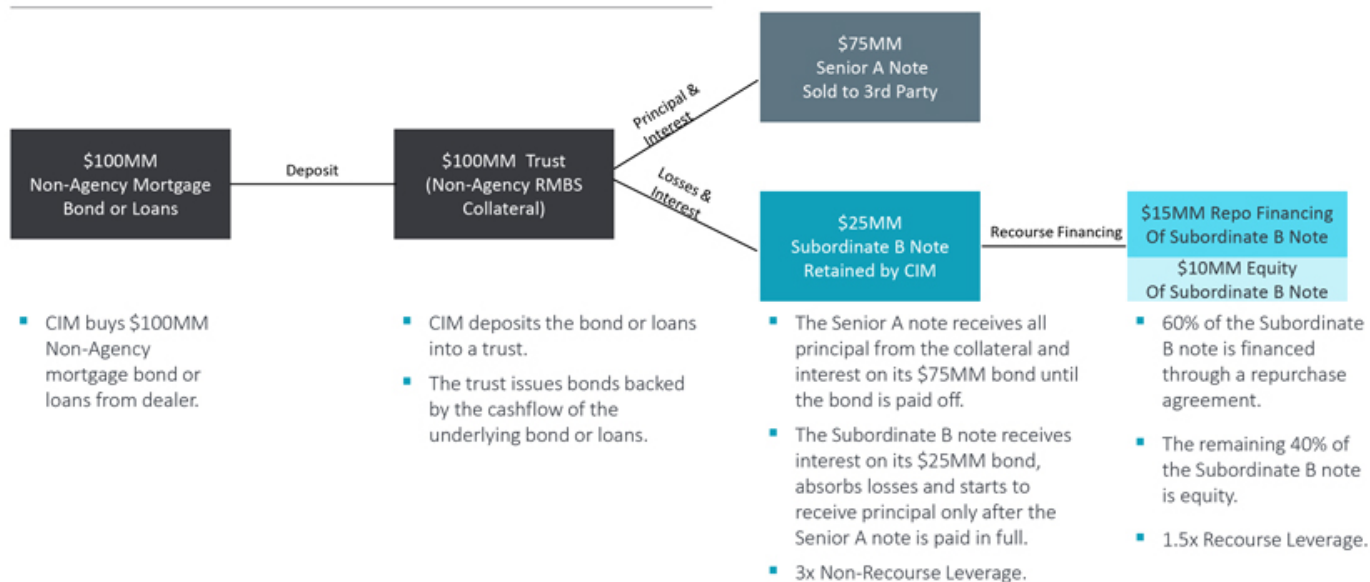 $100MM
Non-Agency Mortgage
Bond or Loans
Deposit
$100MM Trust
(Non-Agency RMBS
Collateral)
Principal &
Interest
Losses &
Interest
$75MM
Senior A Note
Sold to 3rd Party
$25MM
Subordinate B Note
Retained by CIM
Recourse Financing
$15MM Repo Financing
Of Subordinate B Note
$10MM Equity
Of Subordinate B Note
▪ CIM buys $100MM
Non-Agency
mortgage bond or
loans from dealer.
▪ CIM deposits the bond or loans
into a trust.
▪ The trust issues bonds backed
by the cashflow of the
underlying bond or loans.
▪ The Senior A note receives all
principal from the collateral and
interest on its $75MM bond until
the bond is paid off.
▪ The Subordinate B note receives
interest on its $25MM bond,
absorbs losses and starts to
receive principal only after the
Senior A note is paid in full.
▪ 3x Non-Recourse Leverage.
▪ 60% of the Subordinate
B note is financed
through a repurchase
agreement.
▪ The remaining 40% of
the Subordinate B note
is equity.
▪ 1.5x Recourse Leverage.